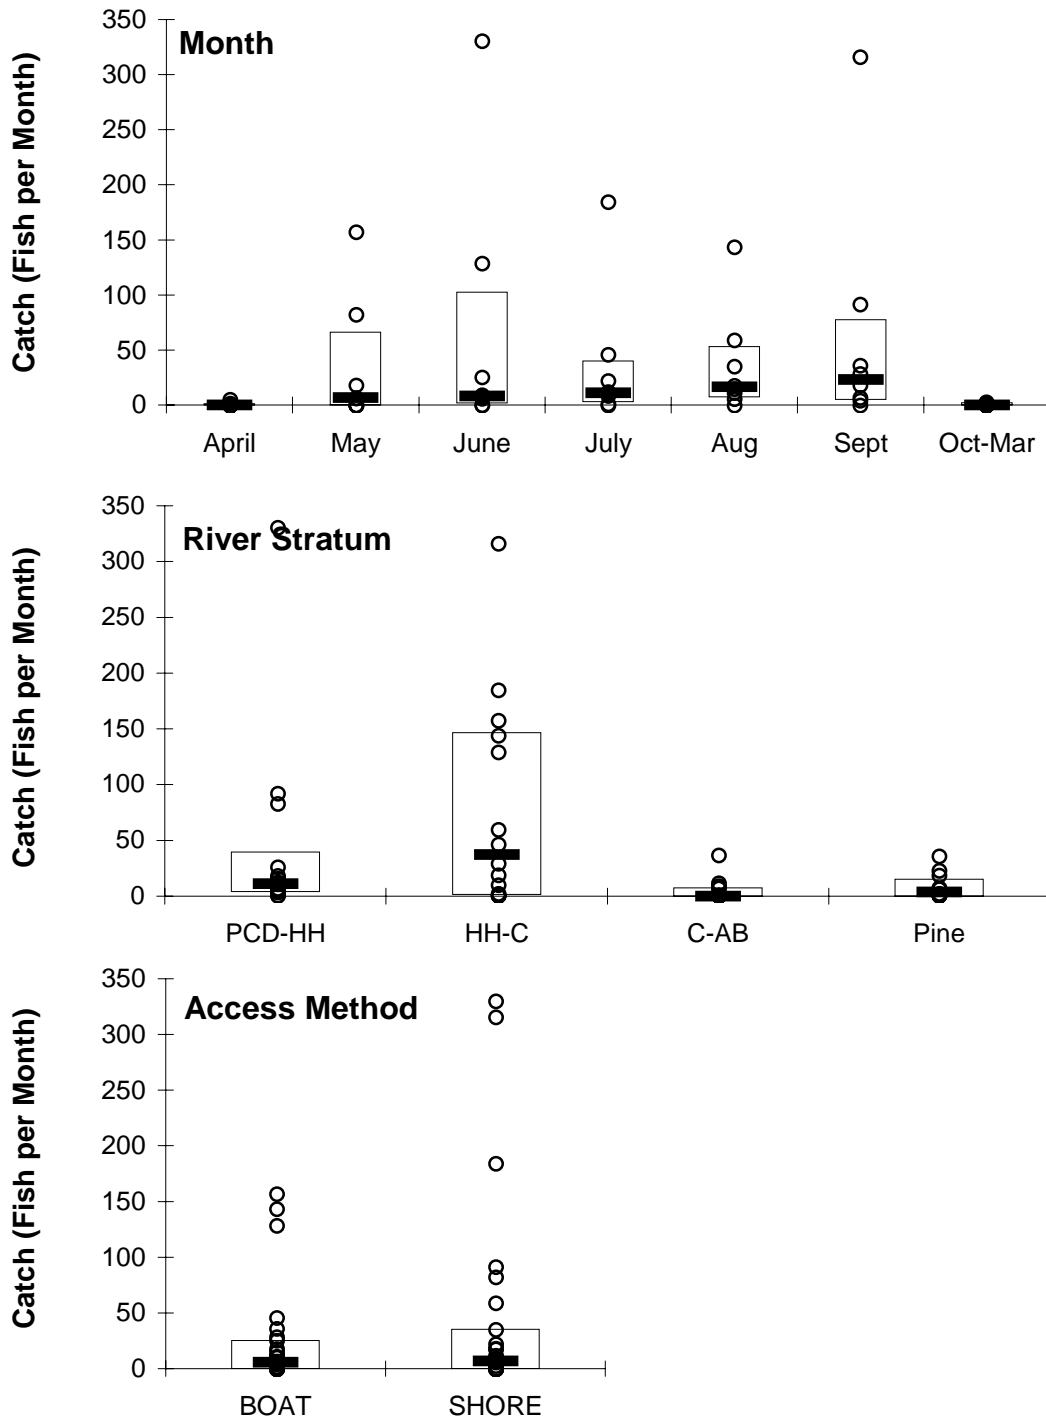 Month
Catch (Fish per Month)
350
300
250
200
150
100
50
0
April May June July Aug Sept Oct-Mar
River Stratum
Catch (Fish per Month)
350
300
250
200
150
100
50
0
PCD-HH HH-C C-AB Pine
Access Method
Catch (Fish per Month)
350
300
250
200
150
100
50
0
BOAT SHORE